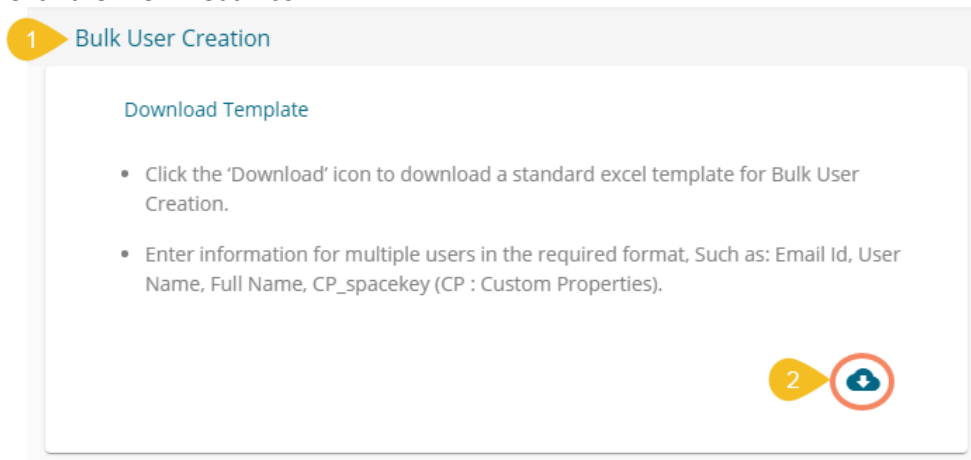 1 Bulk User Creation
Download Template
• Click the ‘Download’ icon to download a standard excel template for Bulk User
Creation.
• Enter information for multiple users in the required format, Such as: Email Id, User
Name, Full Name, CP_spacekey (CP : Custom Properties).
2